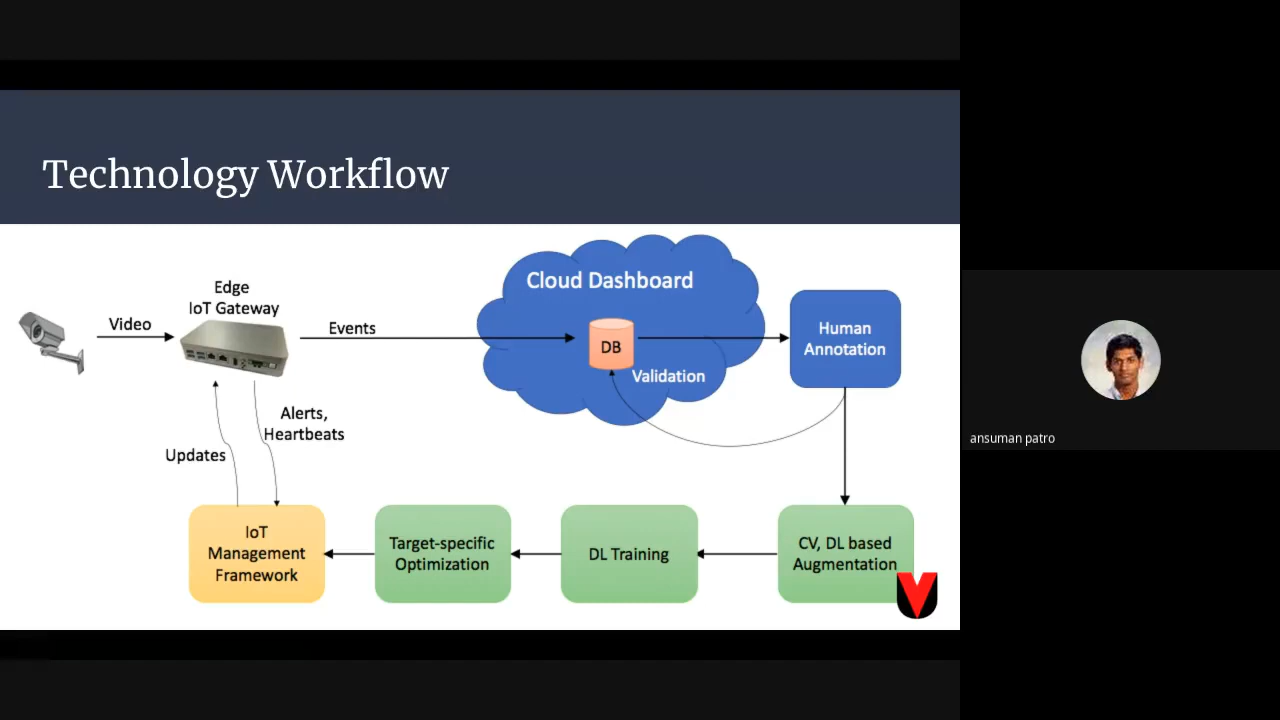 Technology Workflow
Edge
IoT Gateway
Video
Events
Cloud Dashboard
DB
Validation
Human
Annotation
Alerts,
Heartbeats
Updates
IoT
Management
Framework
Target-specific
Optimization
DL Training
CV, DL based
Augmentation
ansuman patro